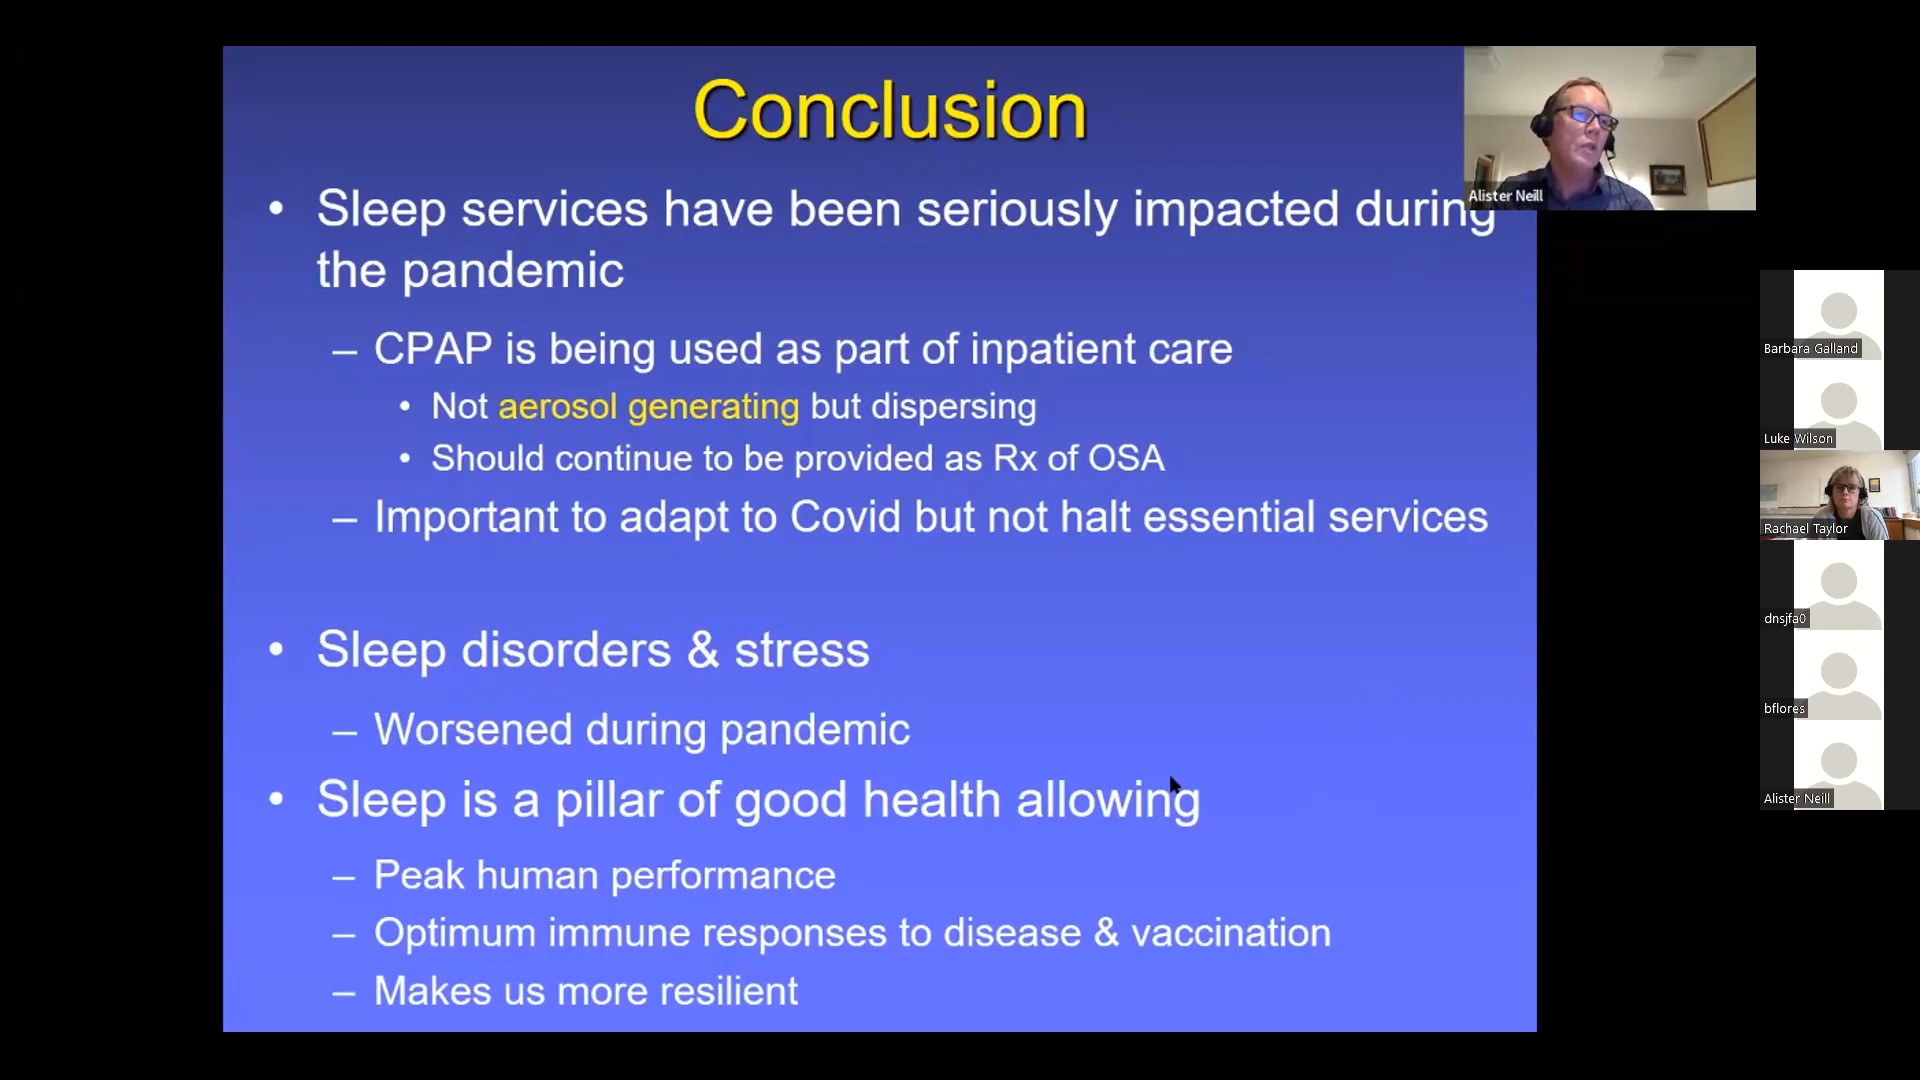 Conclusion
• Sleep services have been seriously impacted during
the pandemic
– CPAP is being used as part of inpatient care
• Not aerosol generating but dispersing
• Should continue to be provided as Rx of OSA
– Important to adapt to Covid but not halt essential services
• Sleep disorders & stress
– Worsened during pandemic
• Sleep is a pillar of good health allowing
– Peak human performance
– Optimum immune responses to disease & vaccination
– Makes us more resilient
Alister Neill
Barbara Galland
Luke Wilson
Rachael Taylor
dnsjfa0
bflores
Alister Neill